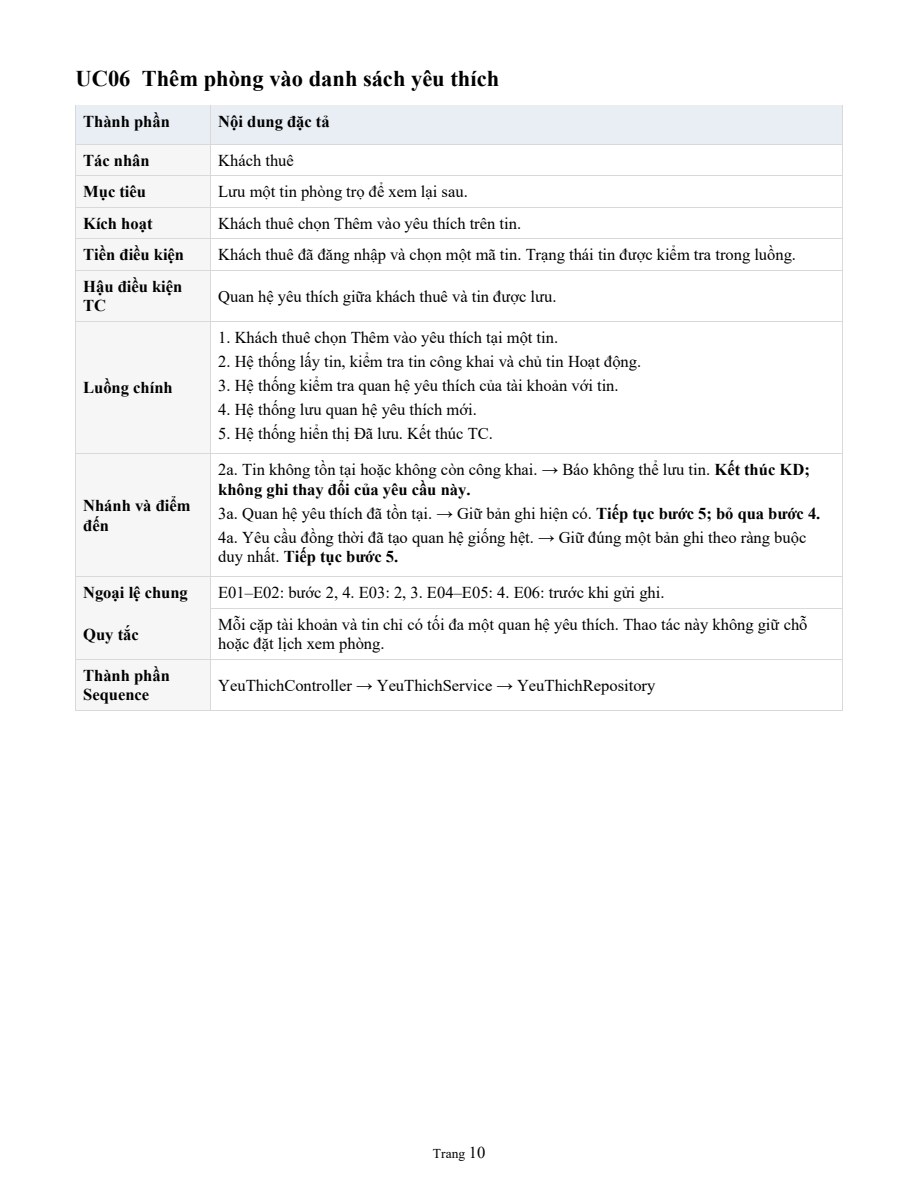 UC06 Thêm phòng vào danh sách yêu thích
Thành phần
Nội dung đặc tả
Tác nhân
Khách thuê
Mục tiêu
Lưu một tin phòng trọ để xem lại sau.
Kích hoạt
Khách thuê chọn Thêm vào yêu thích trên tin.
Tiền điều kiện
Khách thuê đã đăng nhập và chọn một mã tin. Trạng thái tin được kiểm tra trong luồng.
Hậu điều kiện
TC
Quan hệ yêu thích giữa khách thuê và tin được lưu.
Luồng chính
1. Khách thuê chọn Thêm vào yêu thích tại một tin.
2. Hệ thống lấy tin, kiểm tra tin công khai và chủ tin Hoạt động.
3. Hệ thống kiểm tra quan hệ yêu thích của tài khoản với tin.
4. Hệ thống lưu quan hệ yêu thích mới.
5. Hệ thống hiển thị Đã lưu. Kết thúc TC.
Nhánh và điểm
đến
2a. Tin không tồn tại hoặc không còn công khai. → Báo không thể lưu tin. Kết thúc KD;
không ghi thay đổi của yêu cầu này.
3a. Quan hệ yêu thích đã tồn tại. → Giữ bản ghi hiện có. Tiếp tục bước 5; bỏ qua bước 4.
4a. Yêu cầu đồng thời đã tạo quan hệ giống hệt. → Giữ đúng một bản ghi theo ràng buộc
duy nhất. Tiếp tục bước 5.
Ngoại lệ chung
E01–E02: bước 2, 4. E03: 2, 3. E04–E05: 4. E06: trước khi gửi ghi.
Quy tắc
Mỗi cặp tài khoản và tin chỉ có tối đa một quan hệ yêu thích. Thao tác này không giữ chỗ
hoặc đặt lịch xem phòng.
Thành phần
Sequence
YeuThichController → YeuThichService → YeuThichRepository
Trang 10